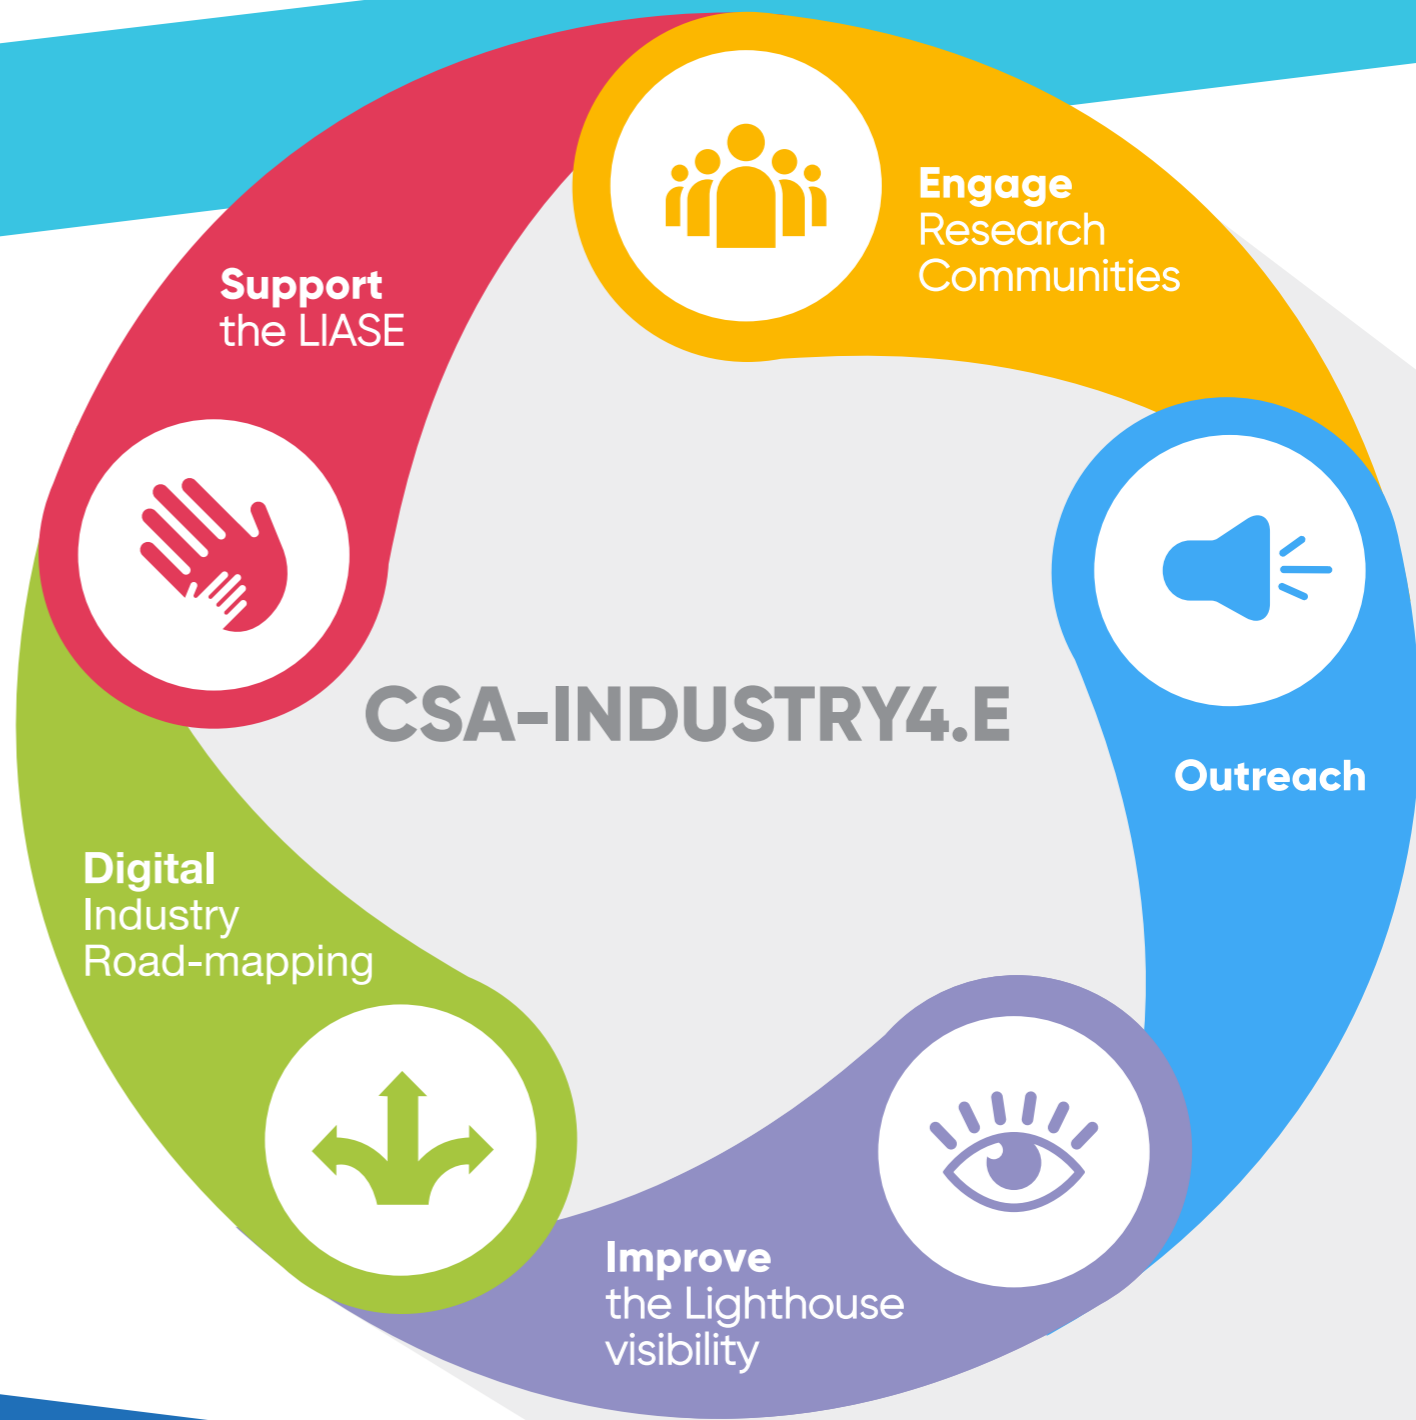 Engage
Research
Communities
Support
the LIASE
CSA-INDUSTRY4.E
Outreach
Digital
Industry
Road-mapping
Improve
the Lighthouse
visibility